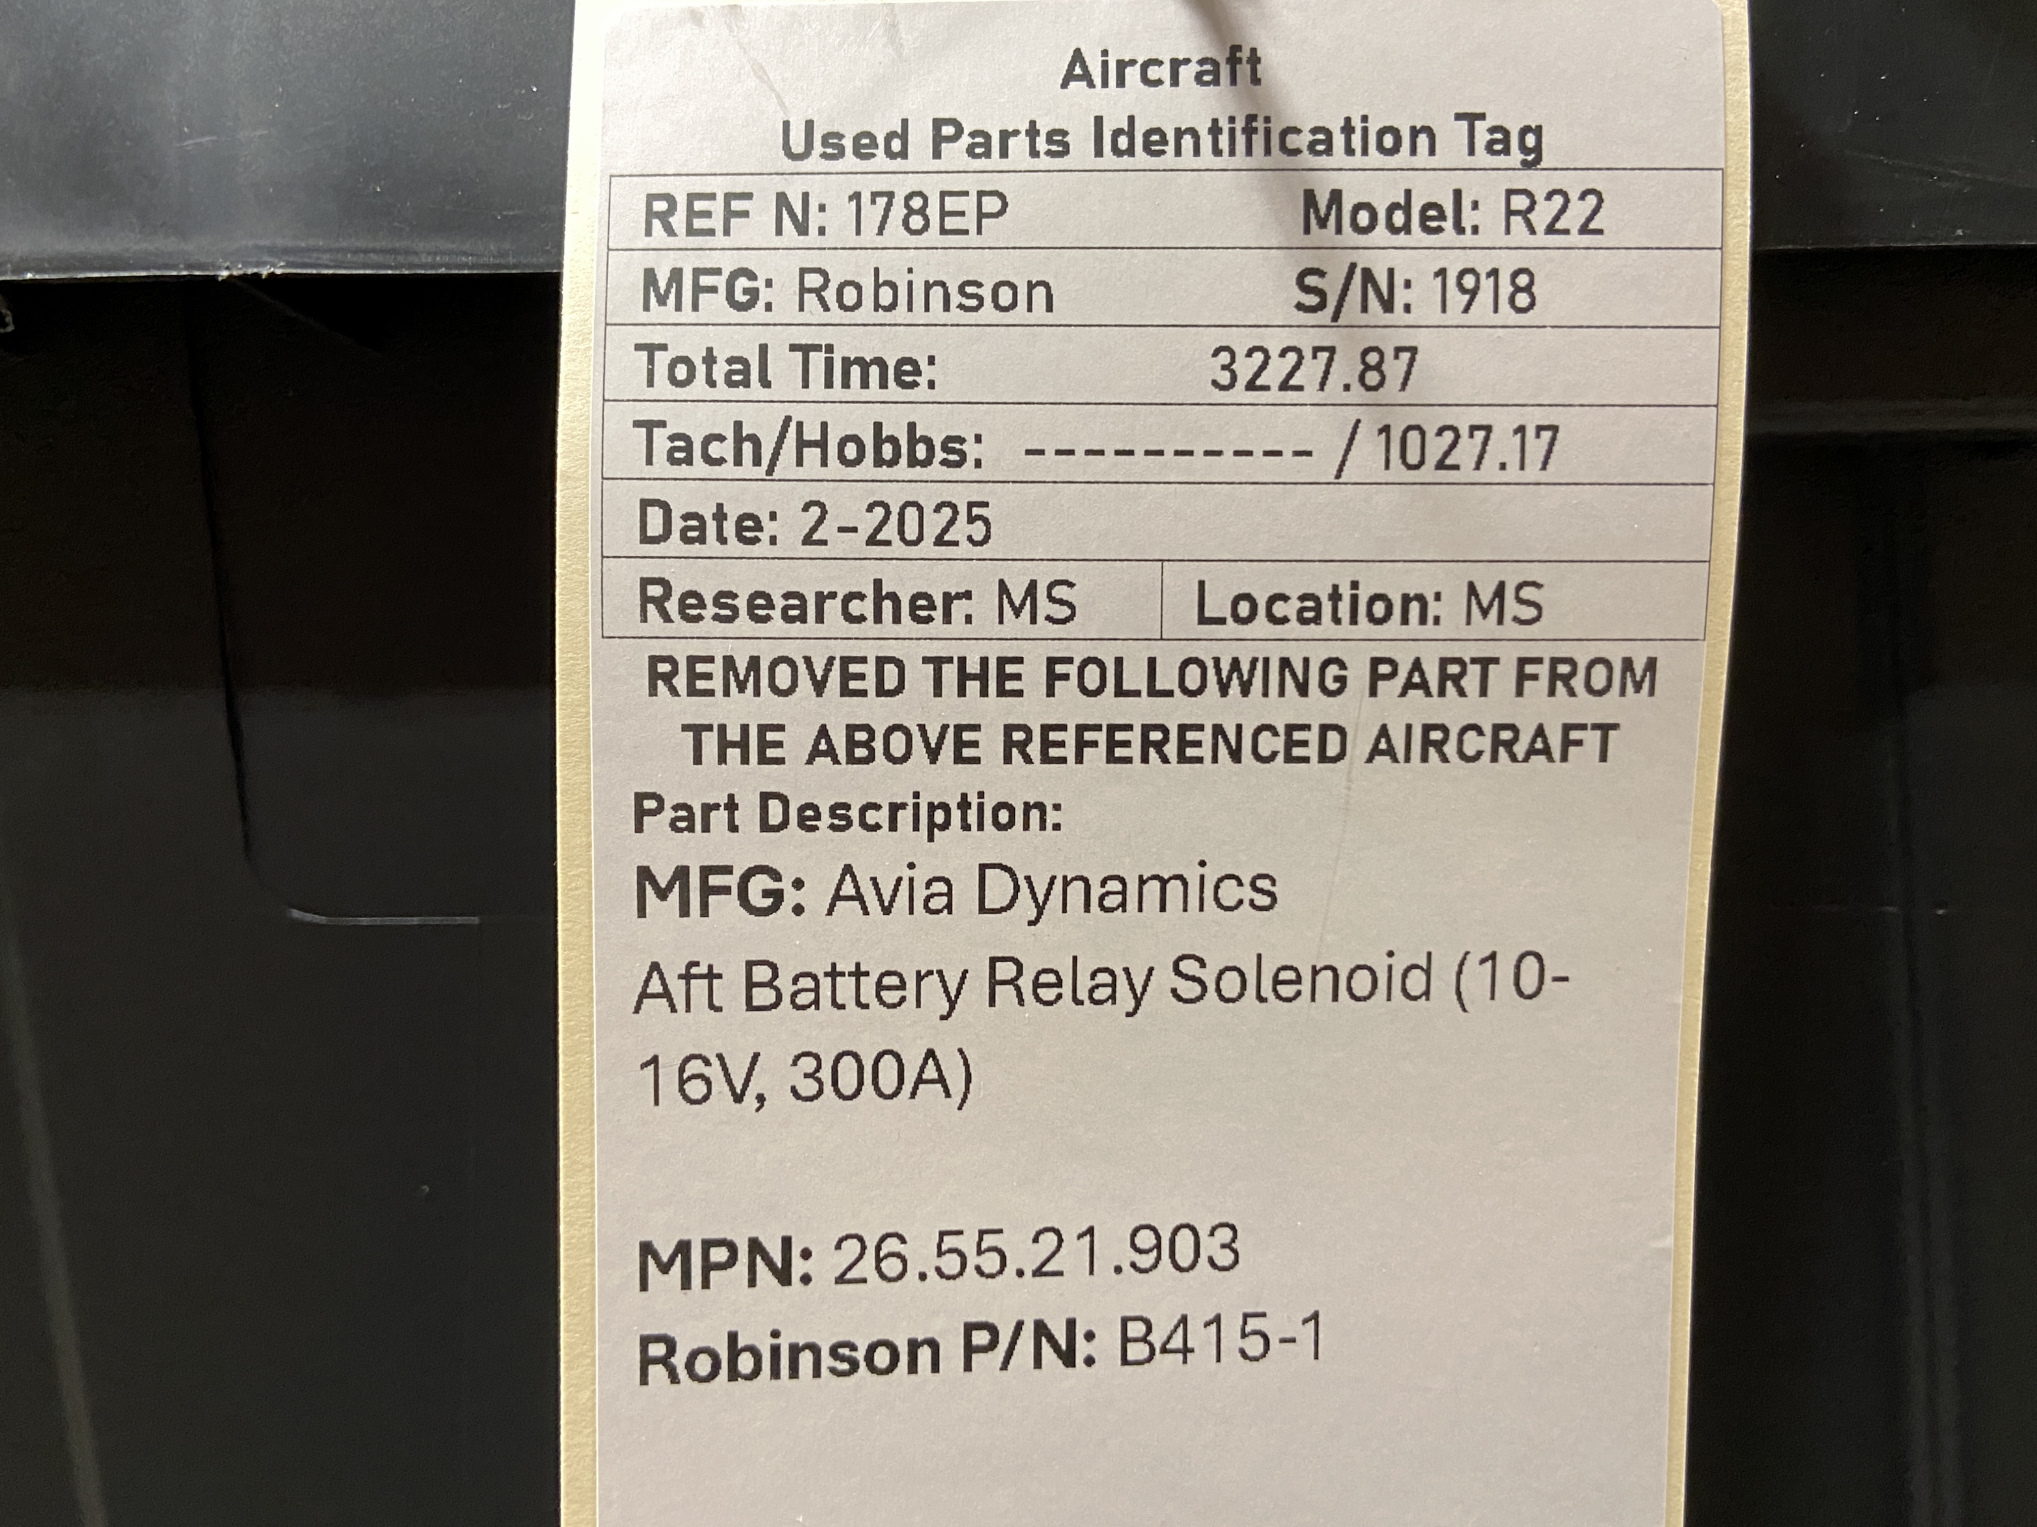 Aircraft
Used Parts Identification Tag
REF N: 178EP Model: R22
MFG: Robinson S/N: 1918
Total Time: 3227.87
Tach/Hobbs: ---------- / 1027.17
Date: 2-2025
Researcher: MS Location: MS
REMOVED THE FOLLOWING PART FROM
THE ABOVE REFERENCED AIRCRAFT
Part Description:
MFG: Avia Dynamics
Aft Battery Relay Solenoid (10-
16V, 300A)
MPN: 26.55.21.903
Robinson P/N: B415-1